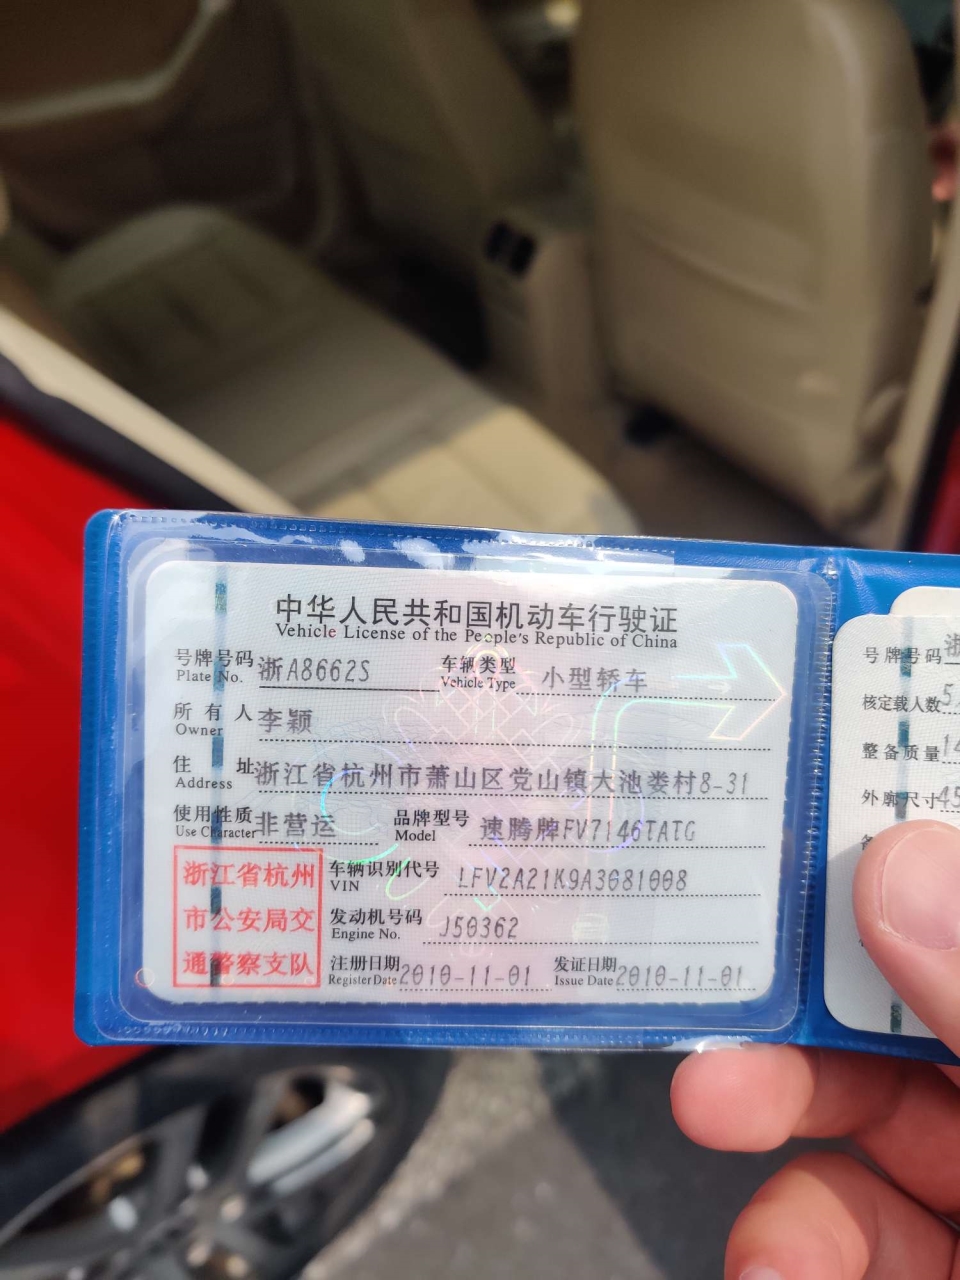 中华人民共和国机动车行驶证
Vehicle License of the People's Republic of China
号牌号码 浙A8662S 车辆类型 小型轿车
Plate No. Vehicle Type
所有人 李颖
Owner
住址 浙江省杭州市萧山区党山镇大池娄村8-31
Address
使用性质 非营运 品牌型号 速腾牌FV7146TATG
Use Character Model
浙江省杭州
市公安局交
通警察支队
车辆识别代号 LFV2A21K9A3681008
VIN
发动机号码 J50362
Engine No.
注册日期 2010-11-01 发证日期 2010-11-01
Register Date Issue Date
号牌号码 浙
核定载人数 5
整备质量 14
外廓尺寸 45